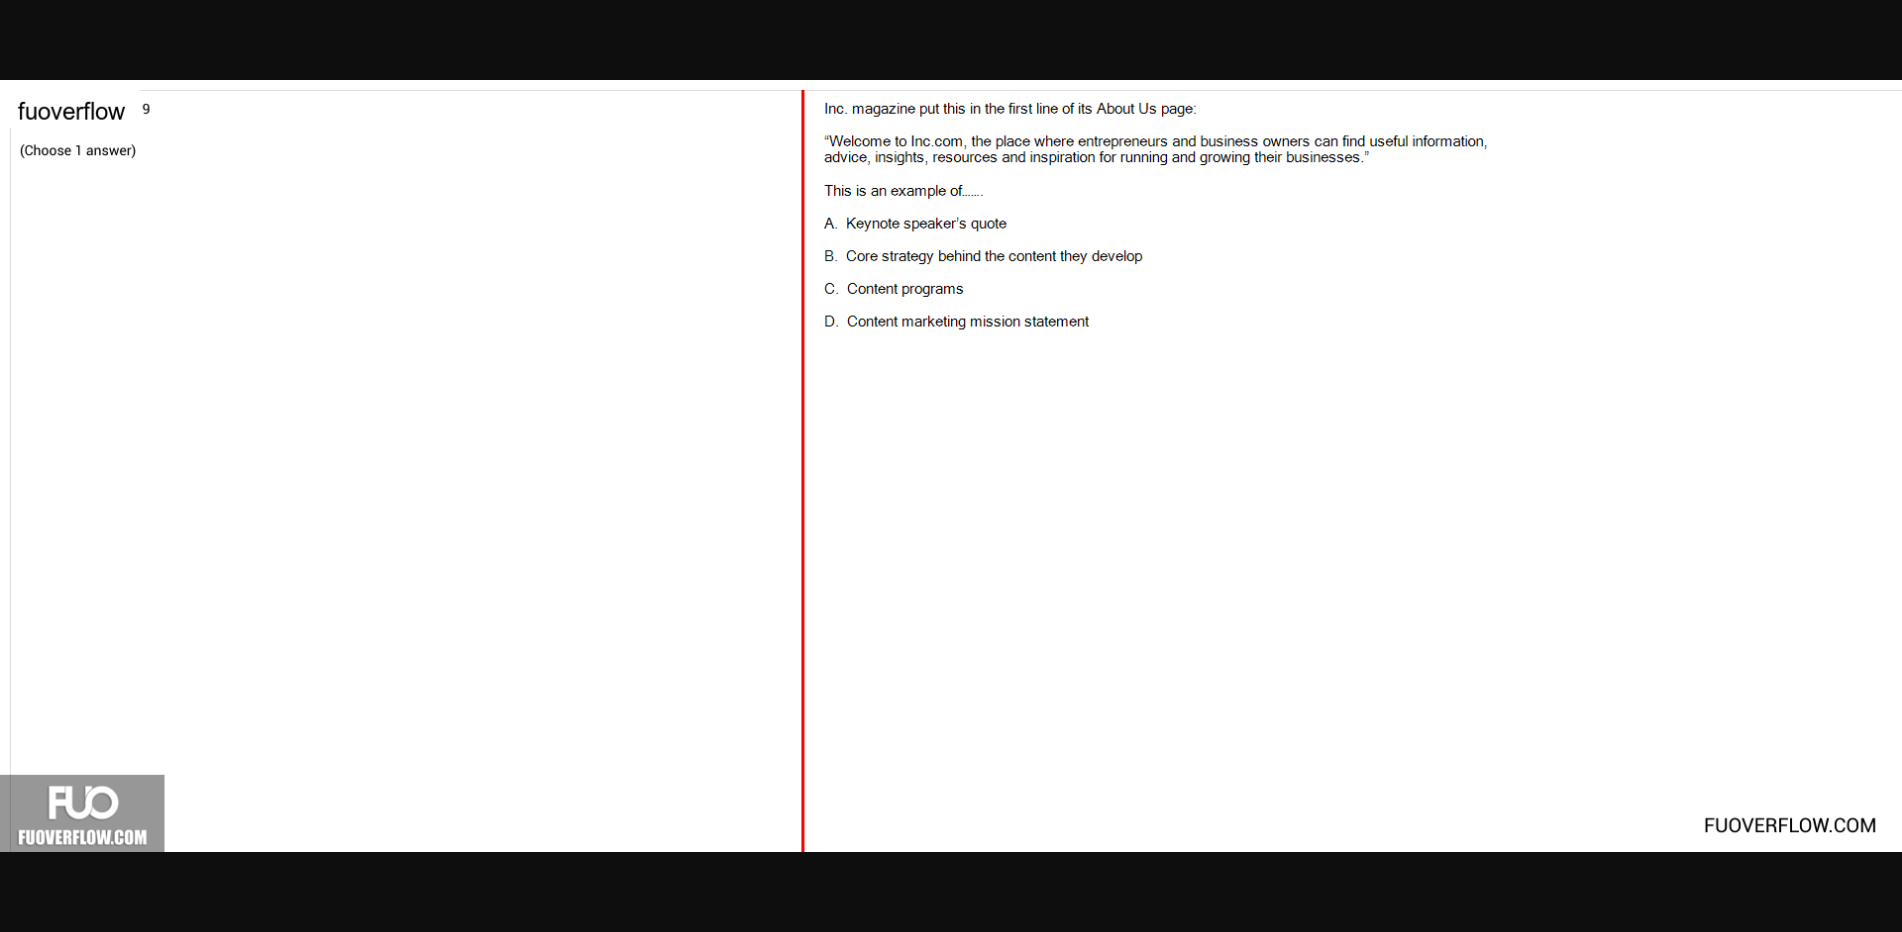 fuoverflow 9
(Choose 1 answer)
Inc. magazine put this in the first line of its About Us page:
“Welcome to Inc.com, the place where entrepreneurs and business owners can find useful information,
advice, insights, resources and inspiration for running and growing their businesses.”
This is an example of.......
A. Keynote speaker's quote
B. Core strategy behind the content they develop
C. Content programs
D. Content marketing mission statement
FUO
FUOVERFLOW.COM
FUOVERFLOW.COM